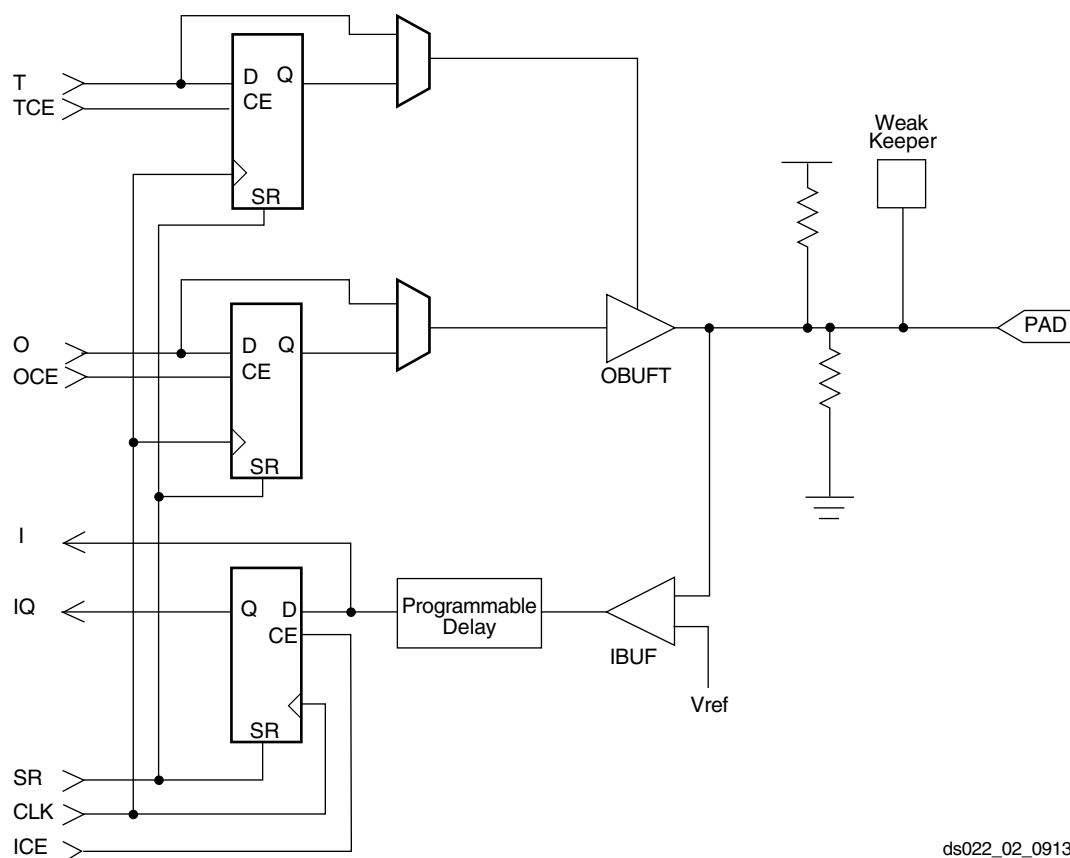 T
TCE
D Q
CE
SR
Weak
Keeper
O
OCE
D Q
CE
SR
OBUFT
PAD
I
IQ
Q D
CE
SR
Programmable
Delay
IBUF
Vref
SR
CLK
ICE
ds022_02_0913